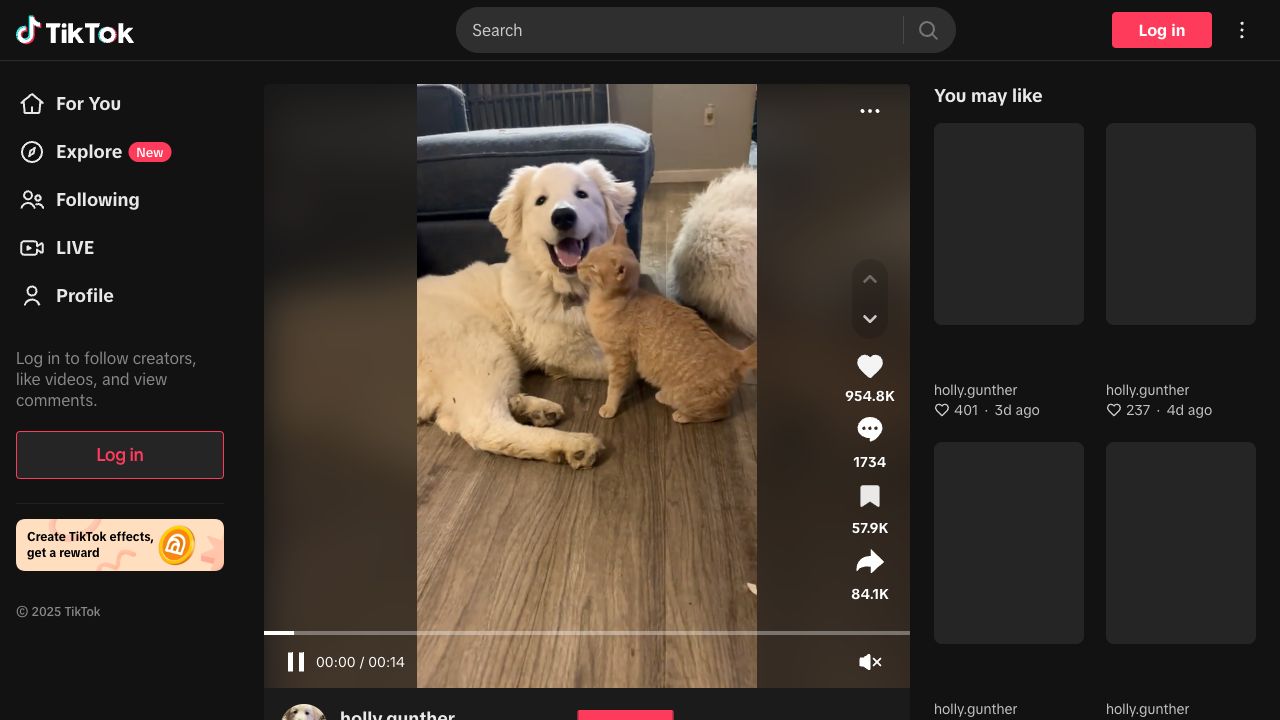 TikTok
Search
Log in
For You
Explore New
Following
LIVE
Profile
Log in to follow creators,
like videos, and view
comments.
Log in
Create TikTok effects,
get a reward
© 2025 TikTok
954.8K
1734
57.9K
84.1K
00:00 / 00:14
holly.gunther
You may like
holly.gunther
401 · 3d ago
holly.gunther
237 · 4d ago
holly.gunther
holly.gunther